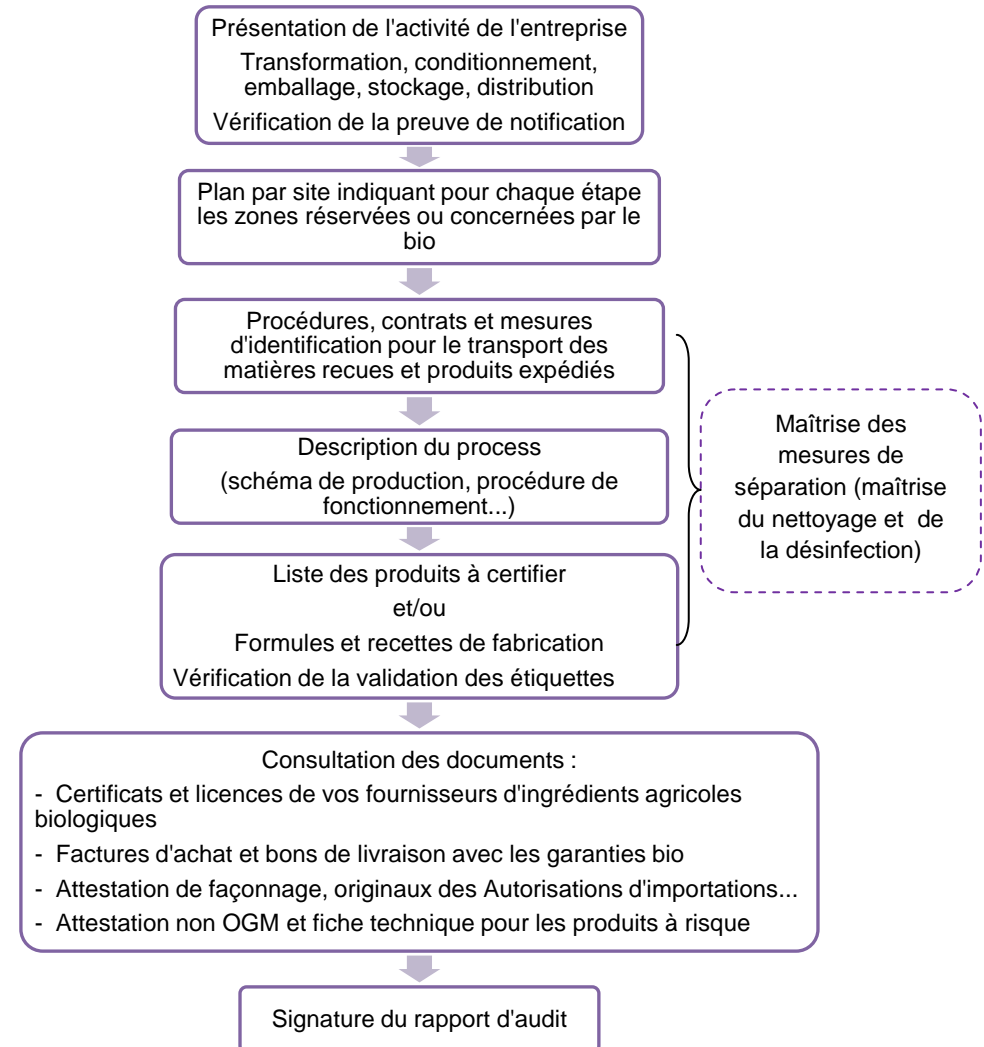 Présentation de l'activité de l'entreprise
Transformation, conditionnement,
emballage, stockage, distribution
Vérification de la preuve de notification
Plan par site indiquant pour chaque étape
les zones réservées ou concernées par le
bio
Procédures, contrats et mesures
d'identification pour le transport des
matières recues et produits expédiés
Description du process
(schéma de production, procédure de
fonctionnement...)
Liste des produits à certifier
et/ou
Formules et recettes de fabrication
Vérification de la validation des étiquettes
Maîtrise des
mesures de
séparation (maîtrise
du nettoyage et de
la désinfection)
Consultation des documents :
- Certificats et licences de vos fournisseurs d'ingrédients agricoles
biologiques
- Factures d'achat et bons de livraison avec les garanties bio
- Attestation de façonnage, originaux des Autorisations d'importations...
- Attestation non OGM et fiche technique pour les produits à risque
Signature du rapport d'audit